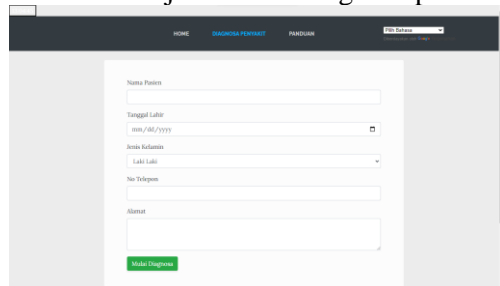 HOME DIAGNOSA PENYAKIT PANDUAN Pilih Bahasa
Nama Pasien
Tanggal Lahir
mm/dd/yyyy
Jenis Kelamin
Laki Laki
No Telepon
Alamat
Mulai Diagnosa